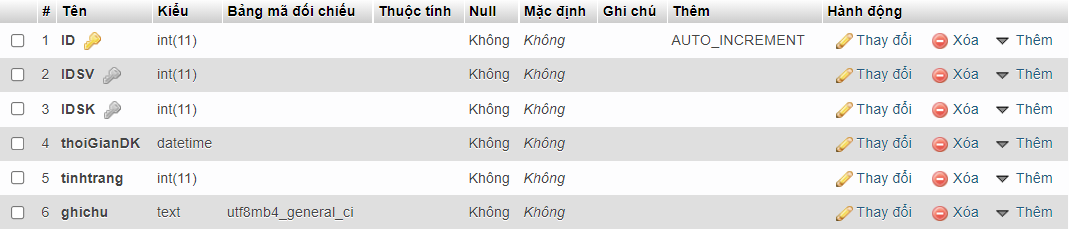 # Tên Kiểu Bảng mã đối chiếu Thuộc tính Null Mặc định Ghi chú Thêm Hành động
1 ID int(11) Không Không AUTO_INCREMENT Thay đổi Xóa Thêm
2 IDSV int(11) Không Không Thay đổi Xóa Thêm
3 IDSK int(11) Không Không Thay đổi Xóa Thêm
4 thoiGianDK datetime Không Không Thay đổi Xóa Thêm
5 tinhtrang int(11) Không Không Thay đổi Xóa Thêm
6 ghichu text utf8mb4_general_ci Không Không Thay đổi Xóa Thêm